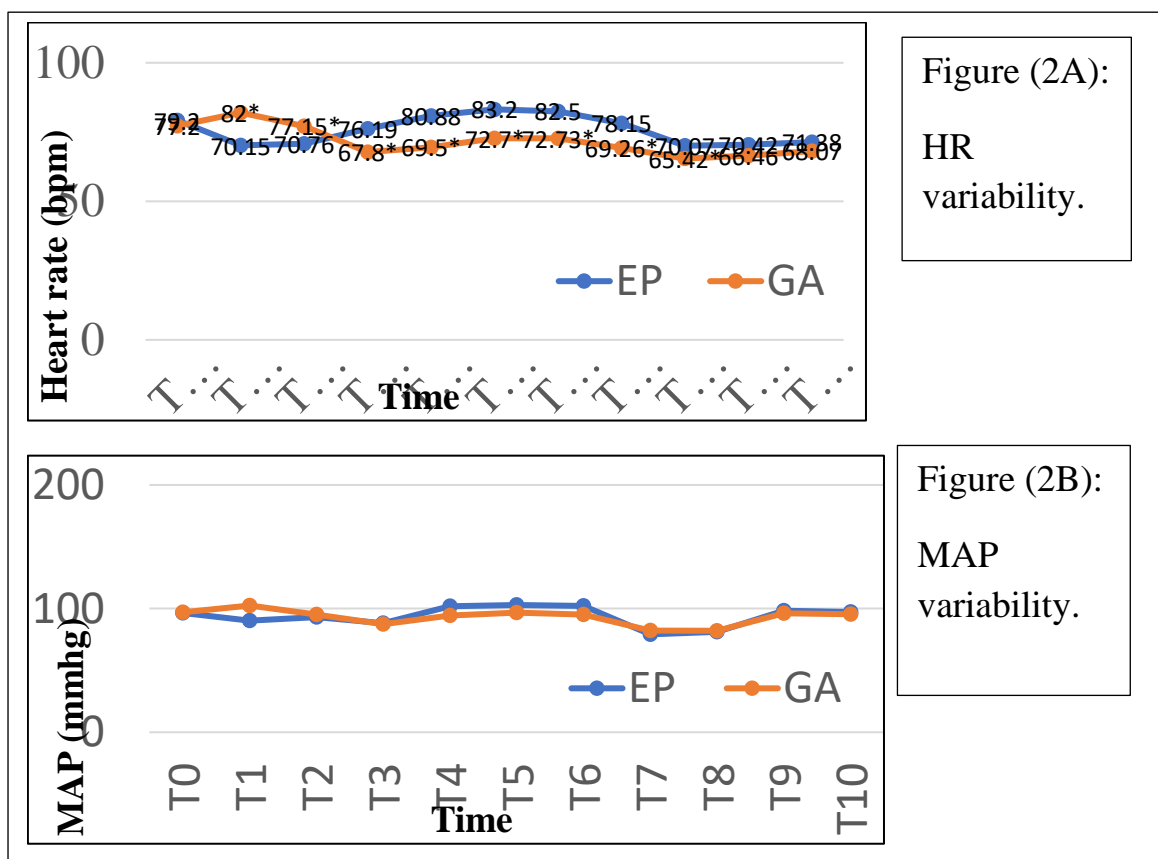 100
50
0
Heart rate (bpm)
79.2
77.2
70.15
82*
70.76
77.15*
76.19
67.8*
80.88
69.5*
83.2
72.7*
82.5
72.73*
78.15
69.26*
70.07
65.42*
70.42
66.46
71.38
68.07
EP
GA
T...
T...
T...
T...
T...
T...
T...
T...
T...
T...
T...
Time
Figure (2A):
HR
variability.
200
100
0
MAP (mmhg)
EP
GA
T0
T1
T2
T3
T4
T5
T6
T7
T8
T9
T10
Time
Figure (2B):
MAP
variability.